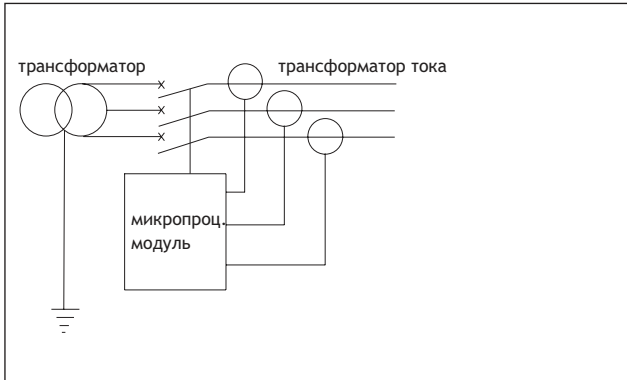 трансформатор
трансформатор тока
микропроц.
модуль